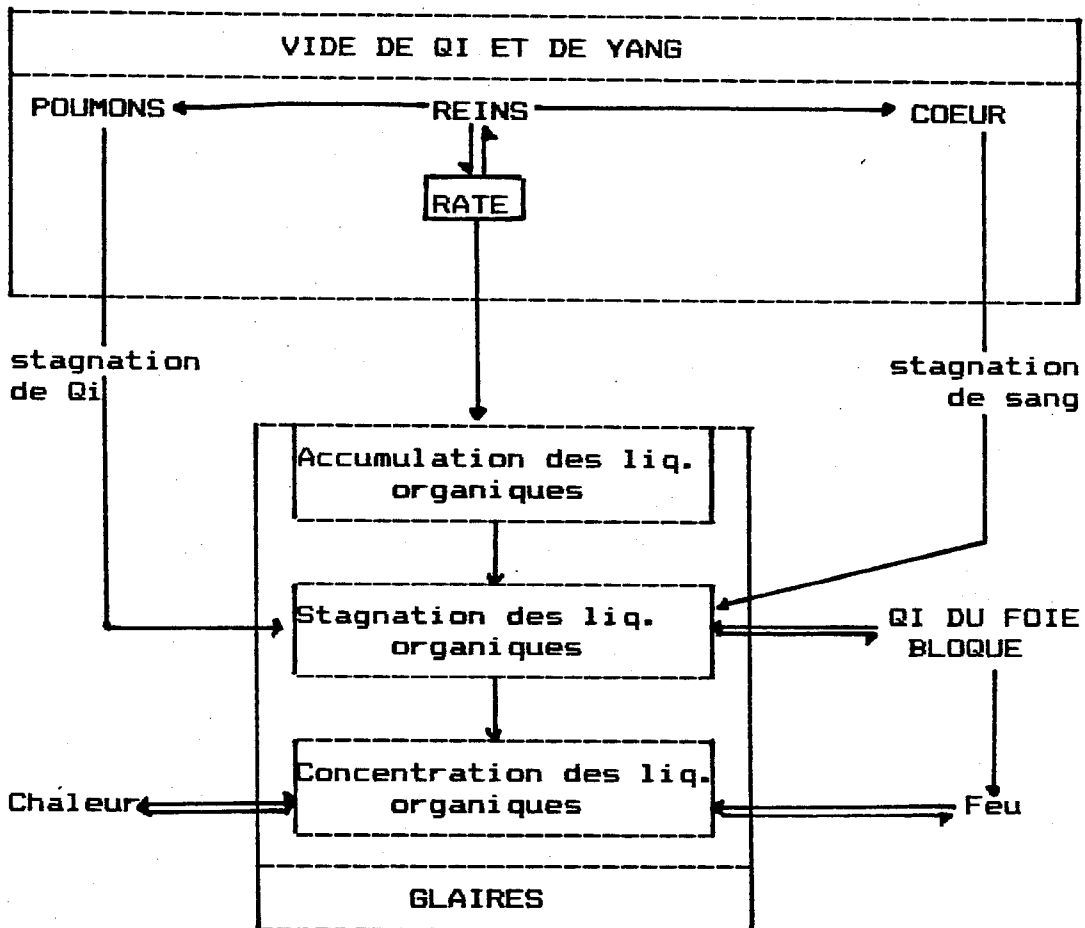 VIDE DE QI ET DE YANG
POUMONS
REINS
COEUR
RATE
stagnation
de Qi
stagnation
de sang
Accumulation des liq.
organiques
Stagnation des liq.
organiques
QI DU FOIE
BLOQUE
Concentration des liq.
organiques
Chaleur
Feu
GLAIRES